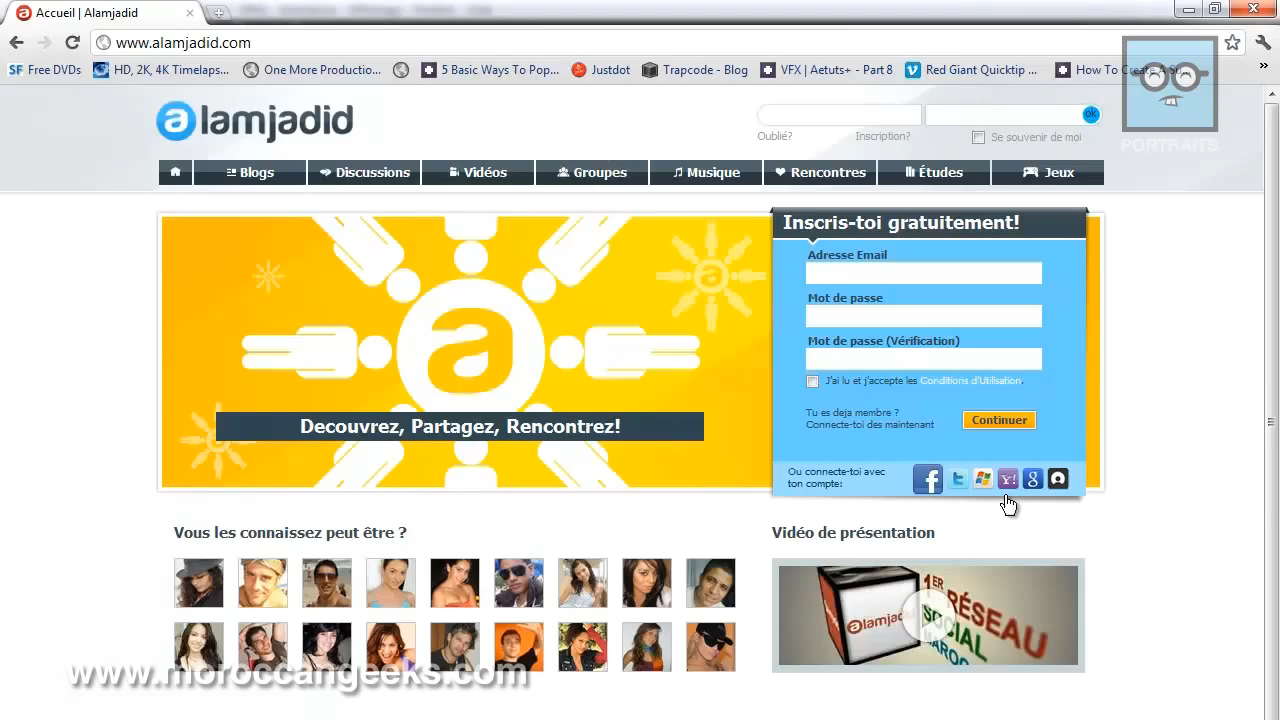 Accueil | Alamjadid
www.alamjadid.com
SF Free DVDs
HD, 2K, 4K Timelaps...
One More Productio...
5 Basic Ways To Pop...
Justdot
Trapcode - Blog
VFX | Aetuts+ - Part 8
Red Giant Quicktip ...
How To Create A Su...
PORTRAITS
alamjadid
ok
Oublié? Inscription? Se souvenir de moi
Blogs Discussions Vidéos Groupes Musique Rencontres Études Jeux
Inscris-toi gratuitement!
Adresse Email
Mot de passe
Mot de passe (Vérification)
J'ai lu et j'accepte les Conditions d'Utilisation.
Tu es deja membre ?
Connecte-toi des maintenant
Continuer
Ou connecte-toi avec
ton compte:
a
Decouvrez, Partagez, Rencontrez!
Vous les connaissez peut être ?
Vidéo de présentation
alamjadid
1ER
RÉSEAU
SOCIAL
MAROC
www.moroccangeeks.com